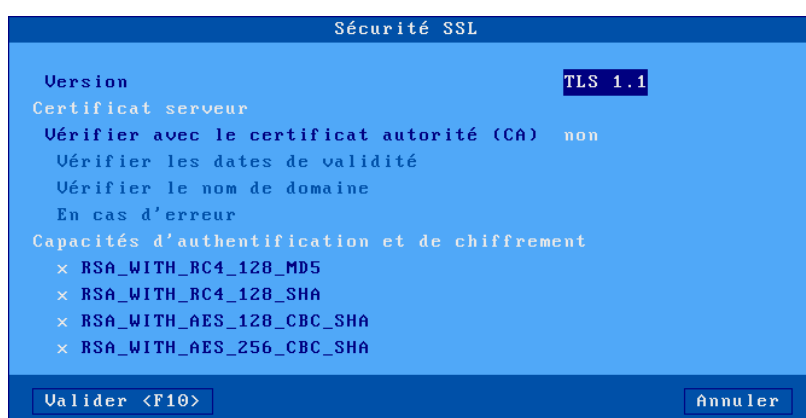 Sécurité SSL
Version TLS 1.1
Certificat serveur
Vérifier avec le certificat autorité (CA) non
Vérifier les dates de validité
Vérifier le nom de domaine
En cas d'erreur
Capacités d'authentification et de chiffrement
x RSA_WITH_RC4_128_MD5
x RSA_WITH_RC4_128_SHA
x RSA_WITH_AES_128_CBC_SHA
x RSA_WITH_AES_256_CBC_SHA
Valider <F10> Annuler